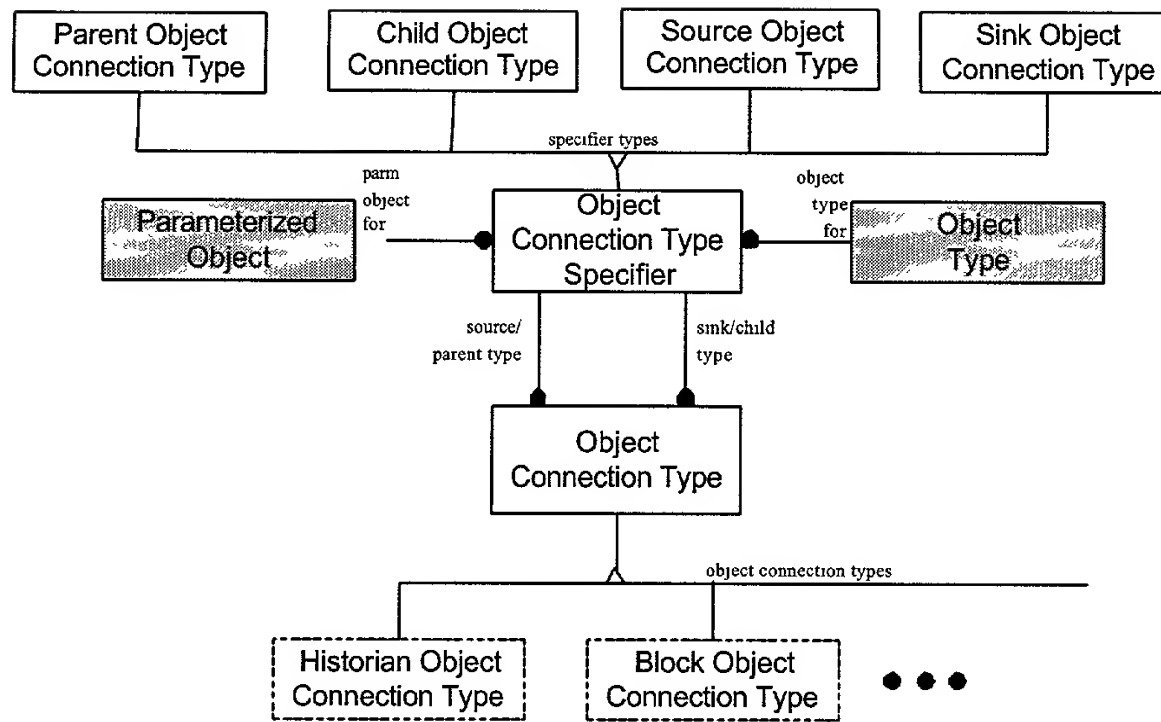 Parent Object
Connection Type
Child Object
Connection Type
Source Object
Connection Type
Sink Object
Connection Type
specifier types
parm
object
for
object
type
for
Parameterized
Object
Object
Connection Type
Specifier
Object
Type
source/
parent type
sink/child
type
Object
Connection Type
object connection types
Historian Object
Connection Type
Block Object
Connection Type